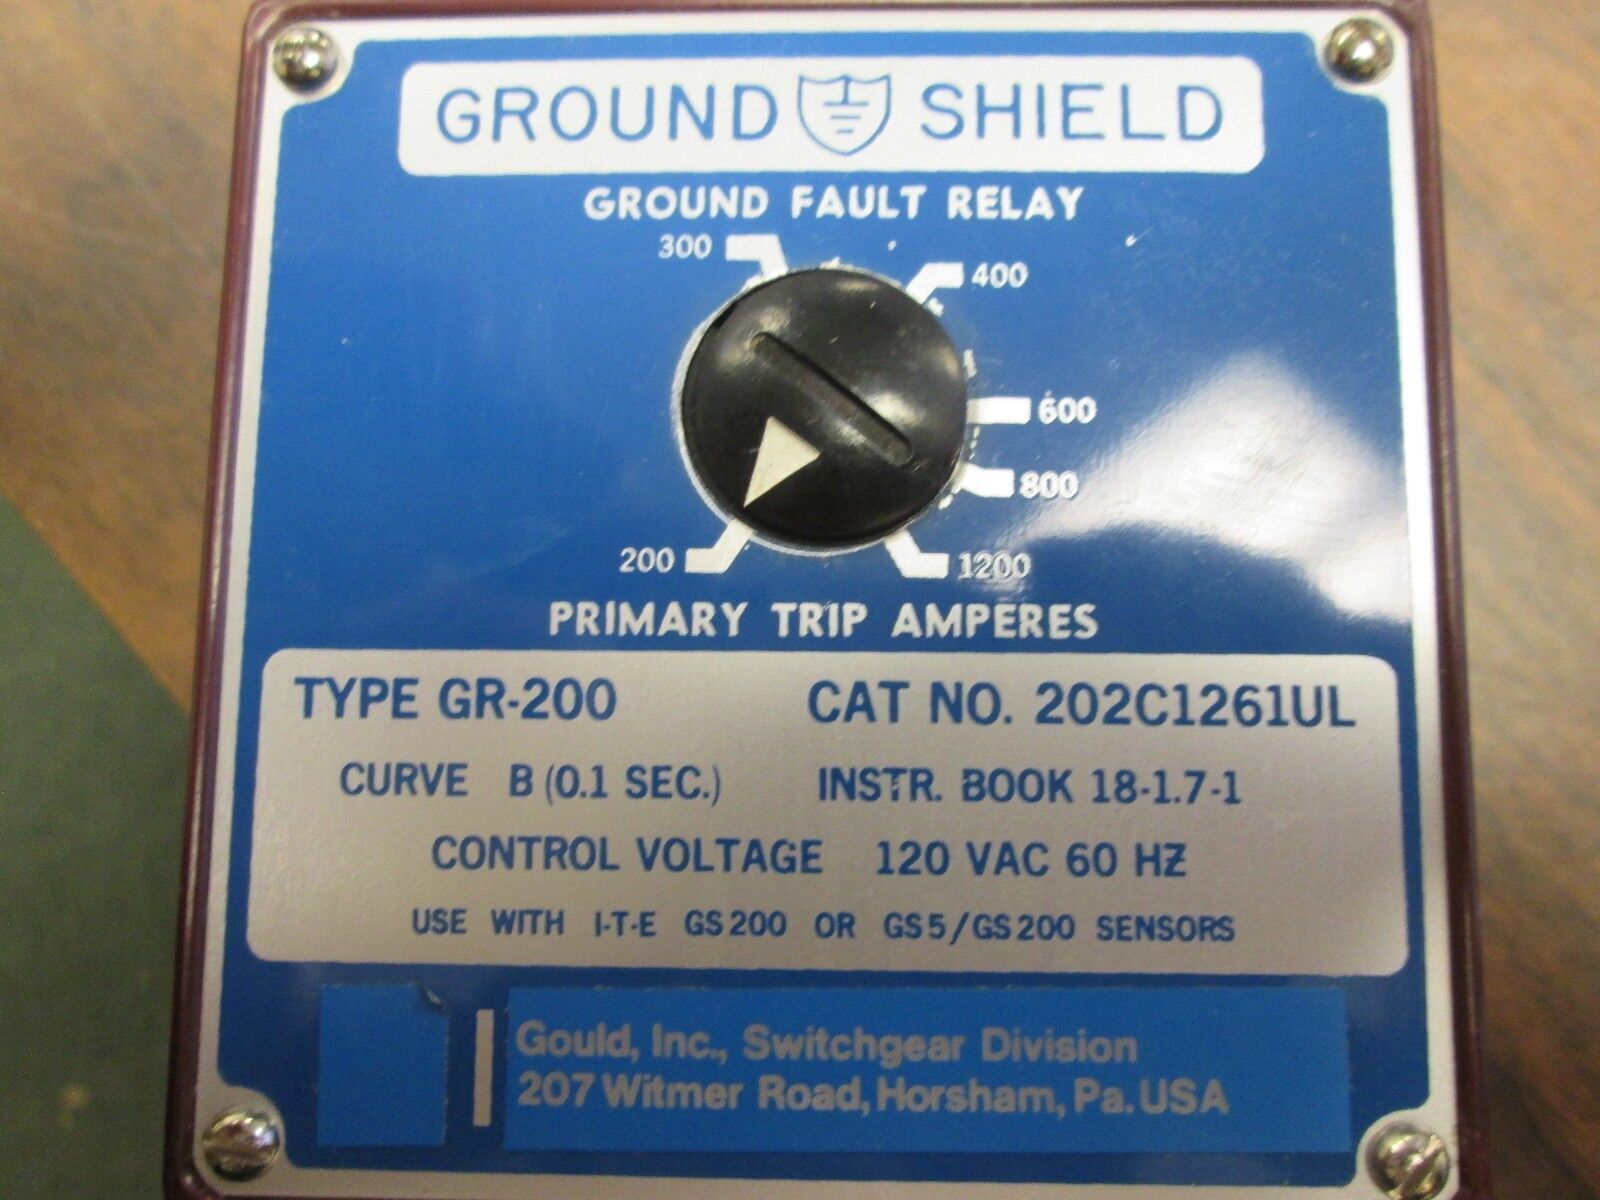 GROUND SHIELD
GROUND FAULT RELAY
300
400
600
800
200
1200
PRIMARY TRIP AMPERES
TYPE GR-200 CAT NO. 202C1261UL
CURVE B (0.1 SEC.) INSTR. BOOK 18-1.7-1
CONTROL VOLTAGE 120 VAC 60 HZ
USE WITH I-T-E GS200 OR GS5/GS200 SENSORS
Gould, Inc., Switchgear Division
207 Witmer Road, Horsham, Pa. USA